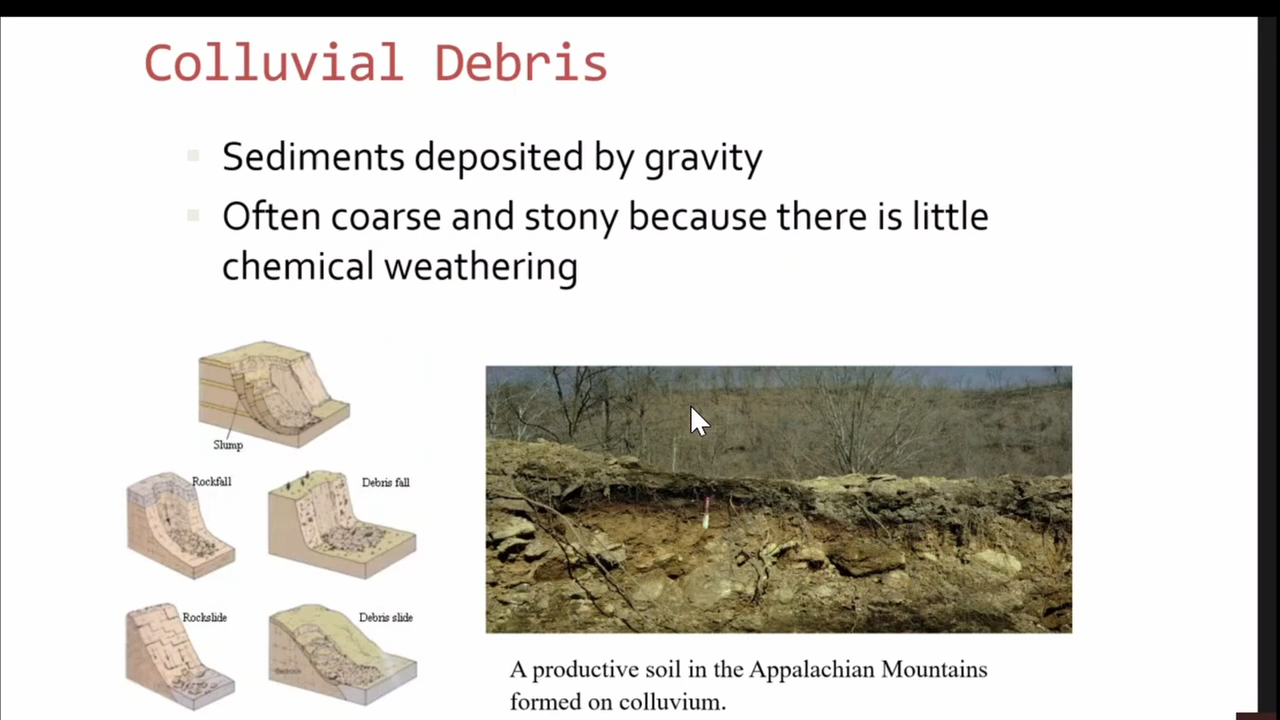 Colluvial Debris
Sediments deposited by gravity
Often coarse and stony because there is little
chemical weathering
Slump
Rockfall
Debris fall
Rockslide
Debris slide
A productive soil in the Appalachian Mountains
formed on colluvium.